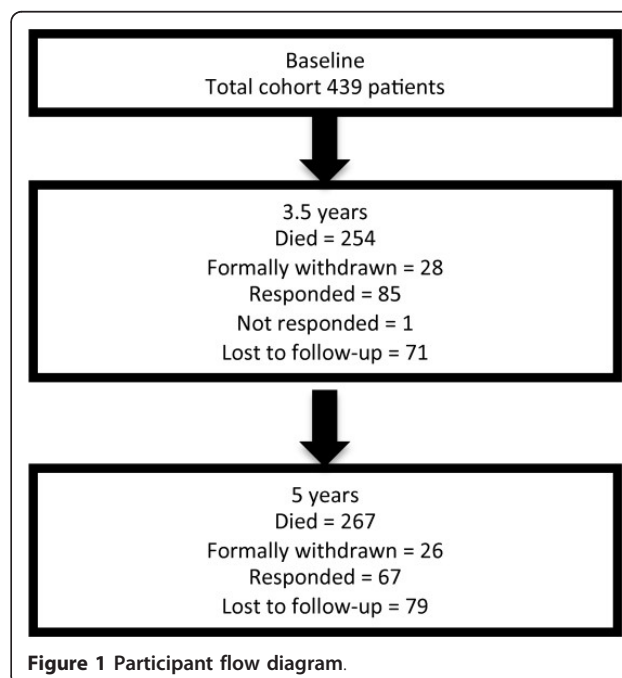 Baseline
Total cohort 439 patients
3.5 years
Died = 254
Formally withdrawn = 28
Responded = 85
Not responded = 1
Lost to follow-up = 71
5 years
Died = 267
Formally withdrawn = 26
Responded = 67
Lost to follow-up = 79
Figure 1 Participant flow diagram.